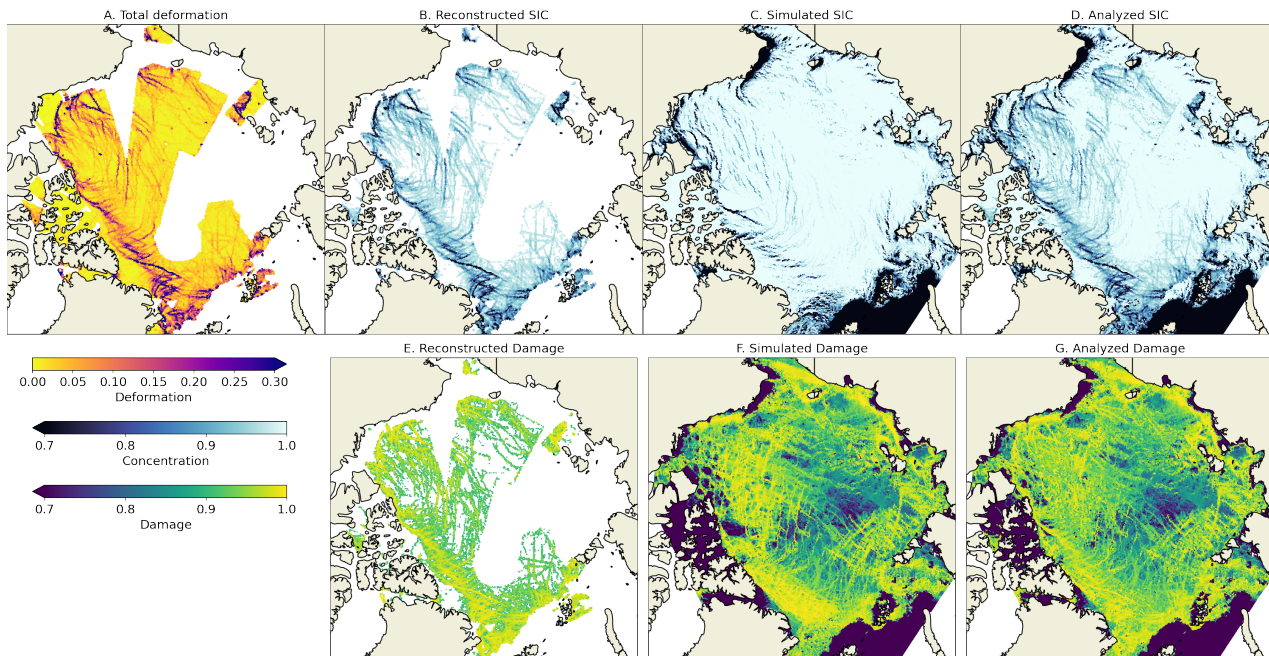 A. Total deformation
B. Reconstructed SIC
C. Simulated SIC
D. Analyzed SIC
E. Reconstructed Damage
F. Simulated Damage
G. Analyzed Damage
0.00 0.05 0.10 0.15 0.20 0.25 0.30
Deformation
0.7 0.8 0.9 1.0
Concentration
0.7 0.8 0.9 1.0
Damage